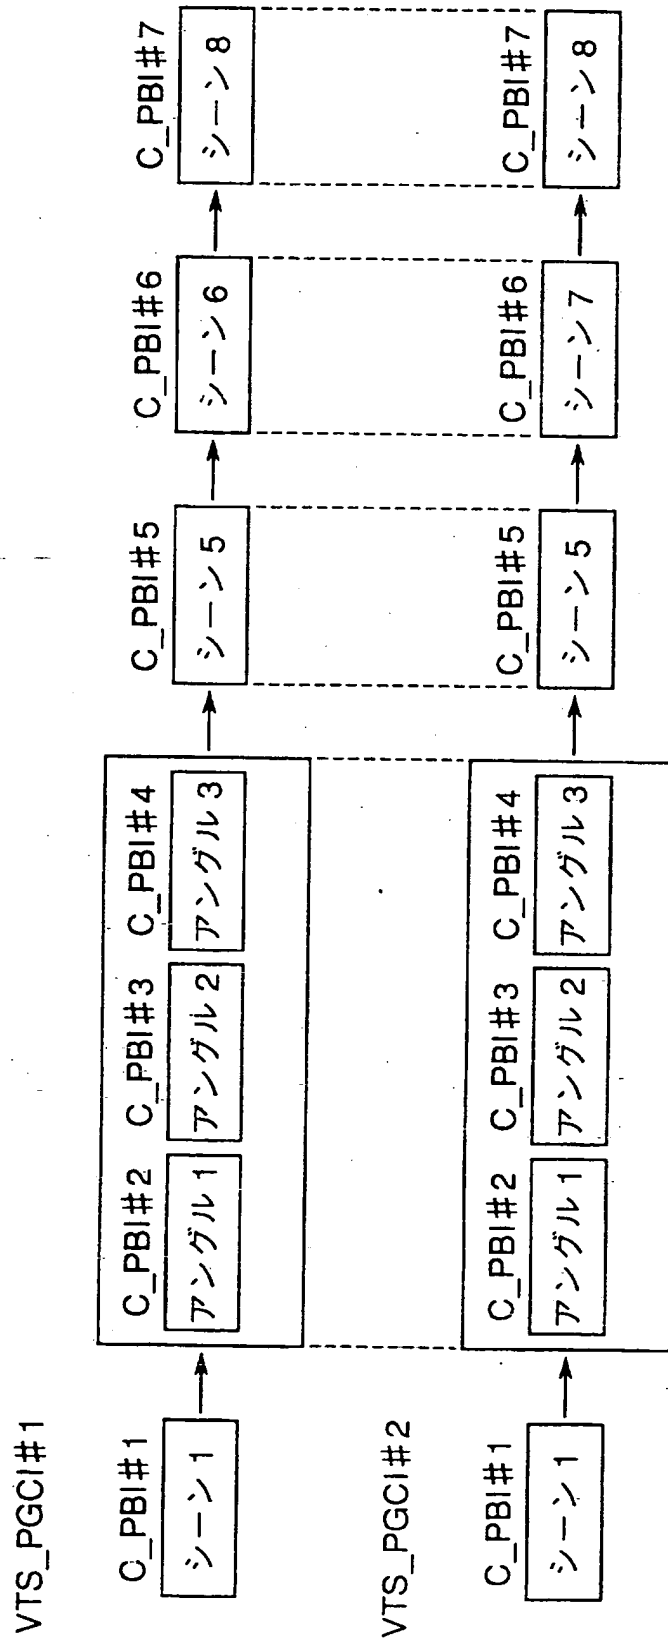 VTS_PGCI#1
C_PBI#1
シーン1
C_PBI#2
アングル1
C_PBI#3
アングル2
C_PBI#4
アングル3
C_PBI#5
シーン5
C_PBI#6
シーン6
C_PBI#7
シーン8
VTS_PGCI#2
C_PBI#1
シーン1
C_PBI#2
アングル1
C_PBI#3
アングル2
C_PBI#4
アングル3
C_PBI#5
シーン5
C_PBI#6
シーン7
C_PBI#7
シーン8